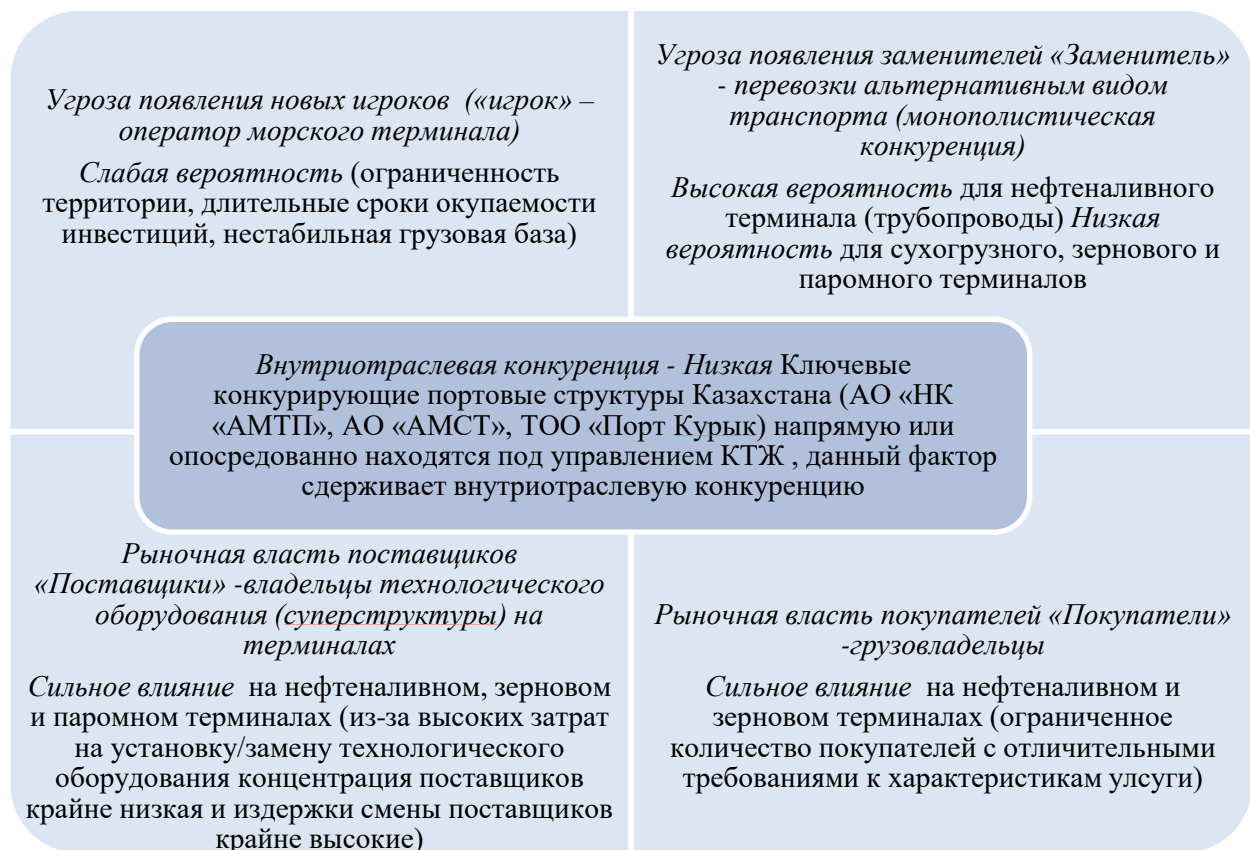 Угроза появления новых игроков  («игрок» –
оператор морского терминала)
Слабая вероятность (ограниченность
территории, длительные сроки окупаемости
инвестиций, нестабильная грузовая база)
Угроза появления заменителей «Заменитель»
- перевозки альтернативным видом
транспорта (монополистическая
конкуренция)
Высокая вероятность для нефтеналивного
терминала (трубопроводы) Низкая
вероятность для сухогрузного, зернового и
паромного терминалов
Внутриотраслевая конкуренция - Низкая Ключевые
конкурирующие портовые структуры Казахстана (АО «НК
«АМТП», АО «АМСТ», ТОО «Порт Курык) напрямую или
опосредованно находятся под управлением КТЖ , данный фактор
сдерживает внутриотраслевую конкуренцию
Рыночная власть поставщиков
«Поставщики» -владельцы технологического
оборудования (суперструктуры) на
терминалах
Сильное влияние  на нефтеналивном, зерновом
и паромном терминалах (из-за высоких затрат
на установку/замену технологического
оборудования концентрация поставщиков
крайне низкая и издержки смены поставщиков
крайне высокие)
Рыночная власть покупателей «Покупатели»
-грузовладельцы
Сильное влияние  на нефтеналивном и
зерновом терминалах (ограниченное
количество покупателей с отличительными
требованиями к характеристикам улсуги)